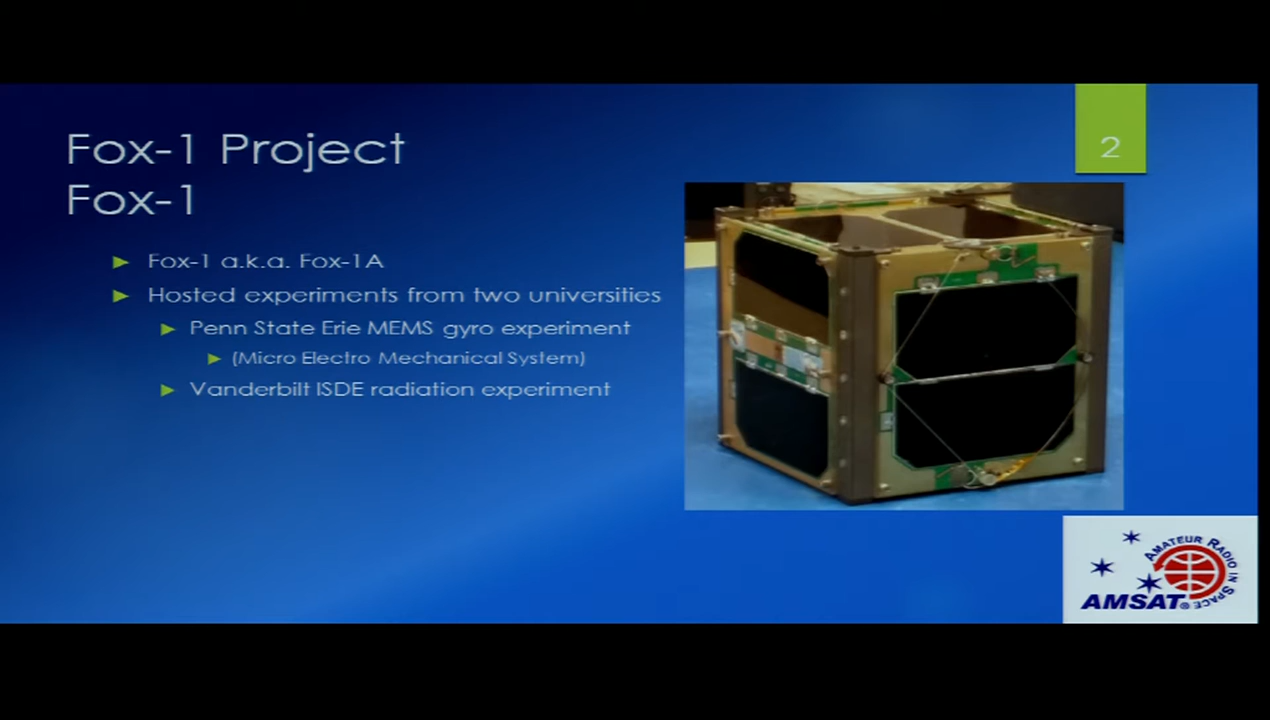 2
Fox-1 Project
Fox-1
Fox-1 a.k.a. Fox-1A
Hosted experiments from two universities
Penn State Erie MEMS gyro experiment
(Micro Electro Mechanical System)
Vanderbilt ISDE radiation experiment
AMATEUR RADIO IN SPACE
AMSAT®